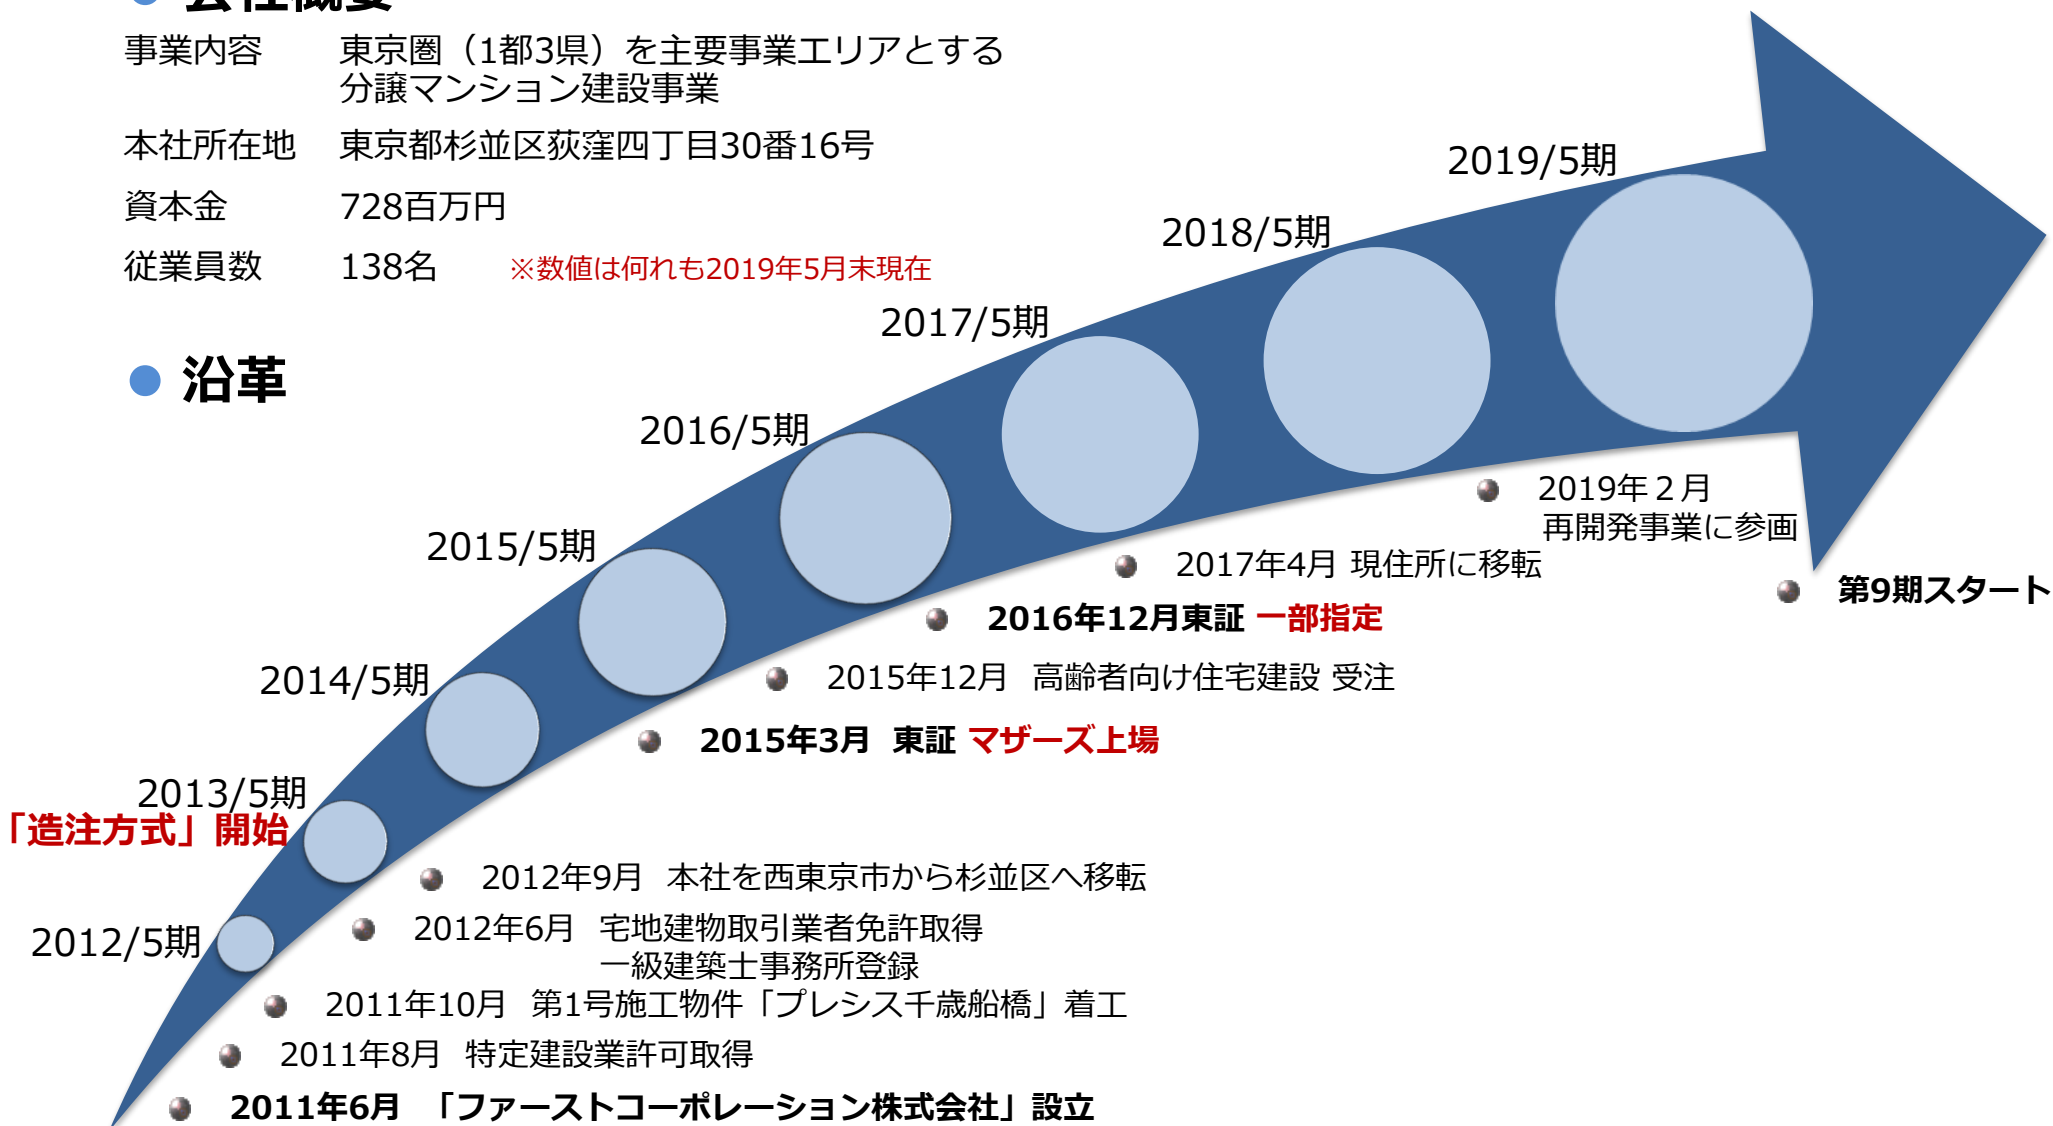 会社概要
事業内容 東京圏（1都3県）を主要事業エリアとする
分譲マンション建設事業
本社所在地 東京都杉並区荻窪四丁目30番16号
資本金 728百万円
従業員数 138名 ※数値は何れも2019年5月末現在
沿革
2019/5期
2018/5期
2017/5期
2016/5期
2015/5期
2014/5期
2013/5期
「造注方式」開始
2012/5期
2019年２月
再開発事業に参画
2017年4月 現住所に移転
第9期スタート
2016年12月東証 一部指定
2015年12月 高齢者向け住宅建設 受注
2015年3月 東証 マザーズ上場
2012年9月 本社を西東京市から杉並区へ移転
2012年6月 宅地建物取引業者免許取得
一級建築士事務所登録
2011年10月 第1号施工物件「プレシス千歳船橋」着工
2011年8月 特定建設業許可取得
2011年6月 「ファーストコーポレーション株式会社」設立